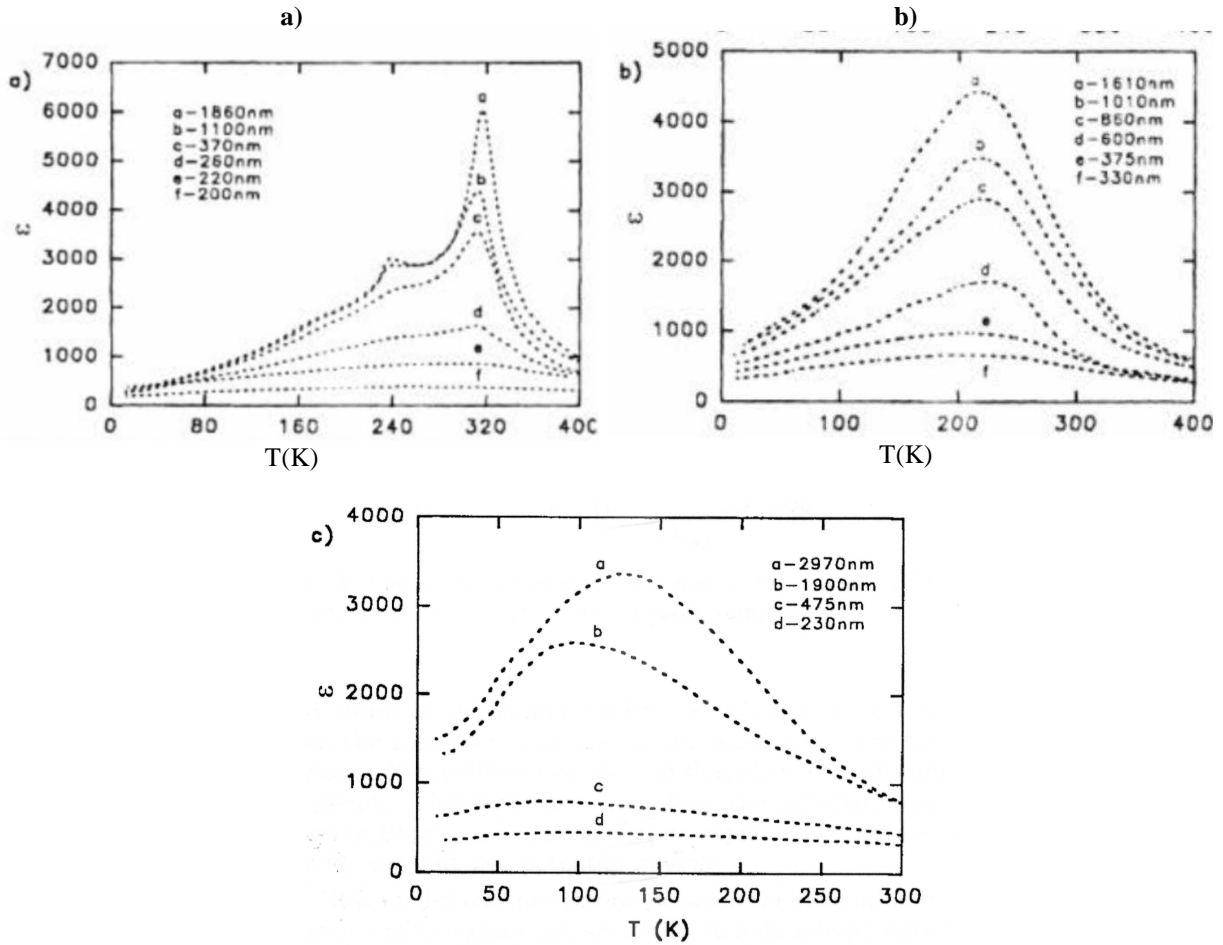 a)
b)
a)
7000
6000
5000
4000
3000
2000
1000
0
ε
a-1860nm
b-1100nm
c-370nm
d-260nm
e-220nm
f-200nm
a
b
c
d
e
f
0 80 160 240 320 400
T(K)
b)
5000
4000
3000
2000
1000
0
a-1610nm
b-1010nm
c-860nm
d-600nm
e-375nm
f-330nm
a
b
c
d
e
f
0 100 200 300 400
T(K)
c)
4000
3000
2000
1000
0
ε
a-2970nm
b-1900nm
c-475nm
d-230nm
a
b
c
d
0 50 100 150 200 250 300
T (K)